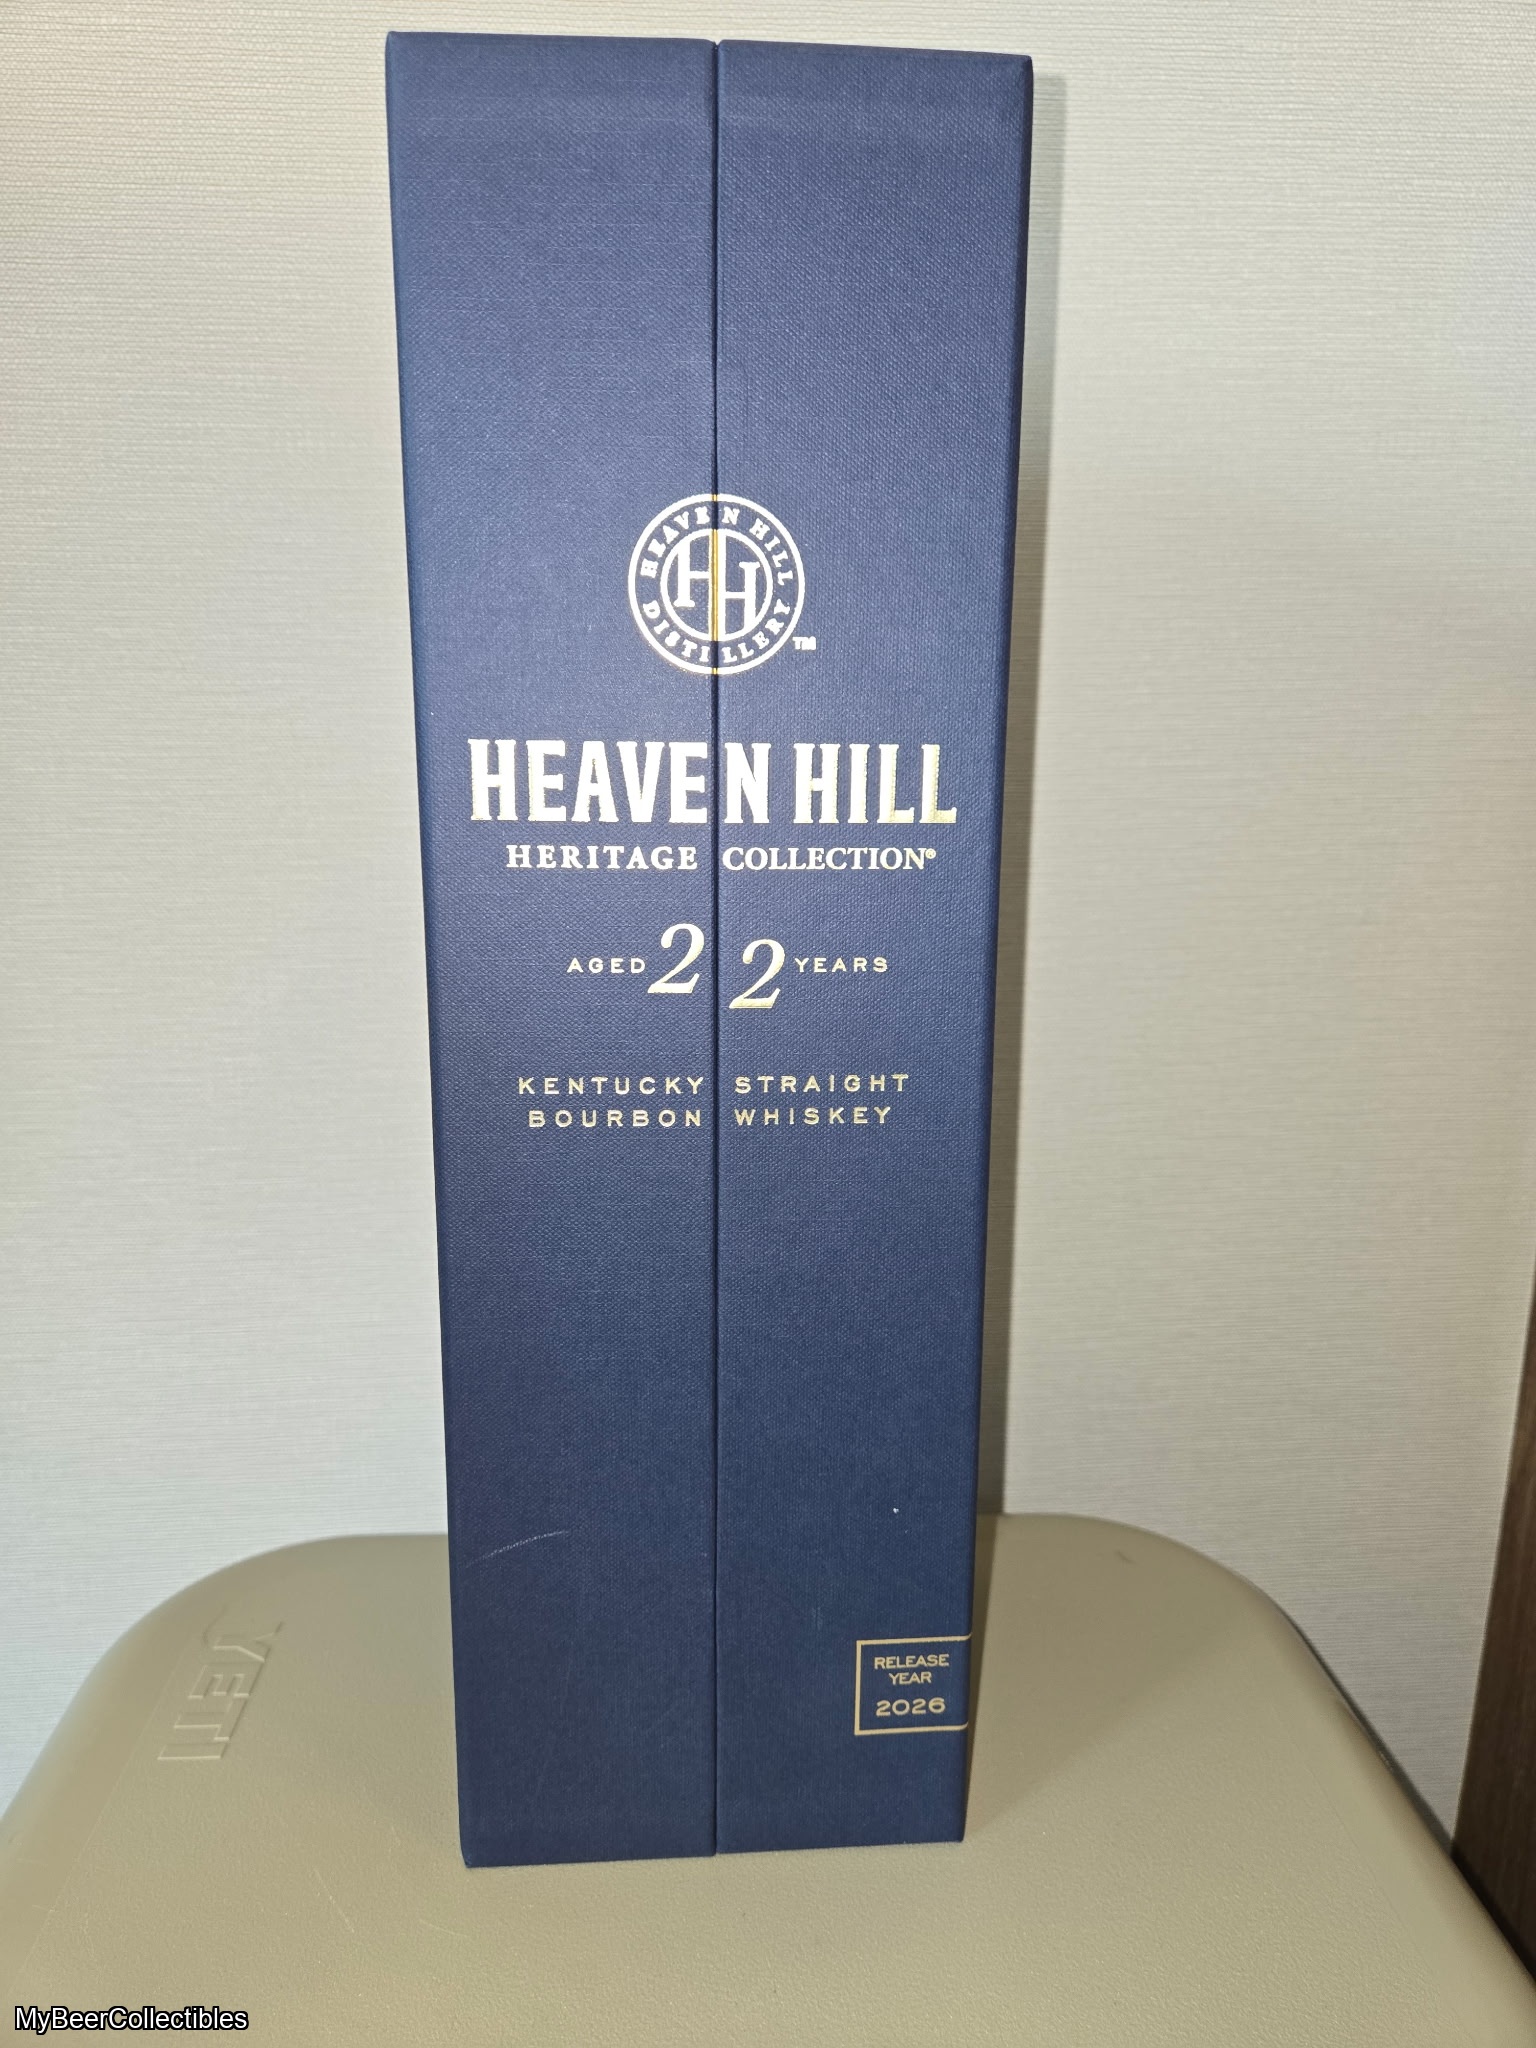 HEAVEN HILL
DISTILLERY
HH
TM
HEAVEN HILL
HERITAGE COLLECTION®
AGED 22 YEARS
KENTUCKY STRAIGHT
BOURBON WHISKEY
RELEASE
YEAR
2026
YETI
MyBeerCollectibles